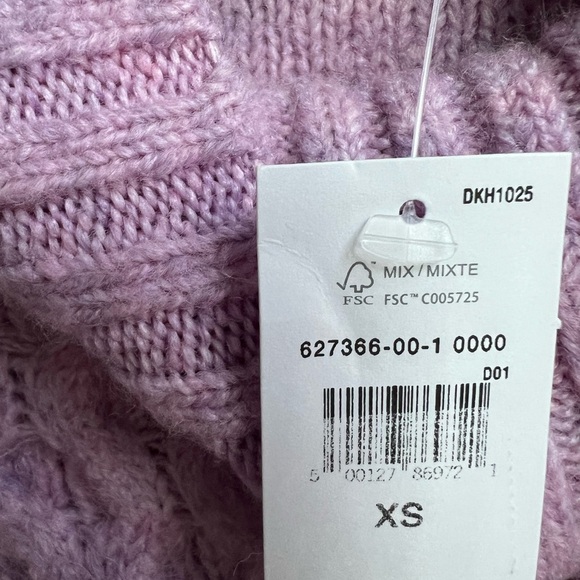 DKH1025
MIX/MIXTE
FSC FSC™ C005725
627366-00-1 0000
D01
5 00127 86972 1
XS